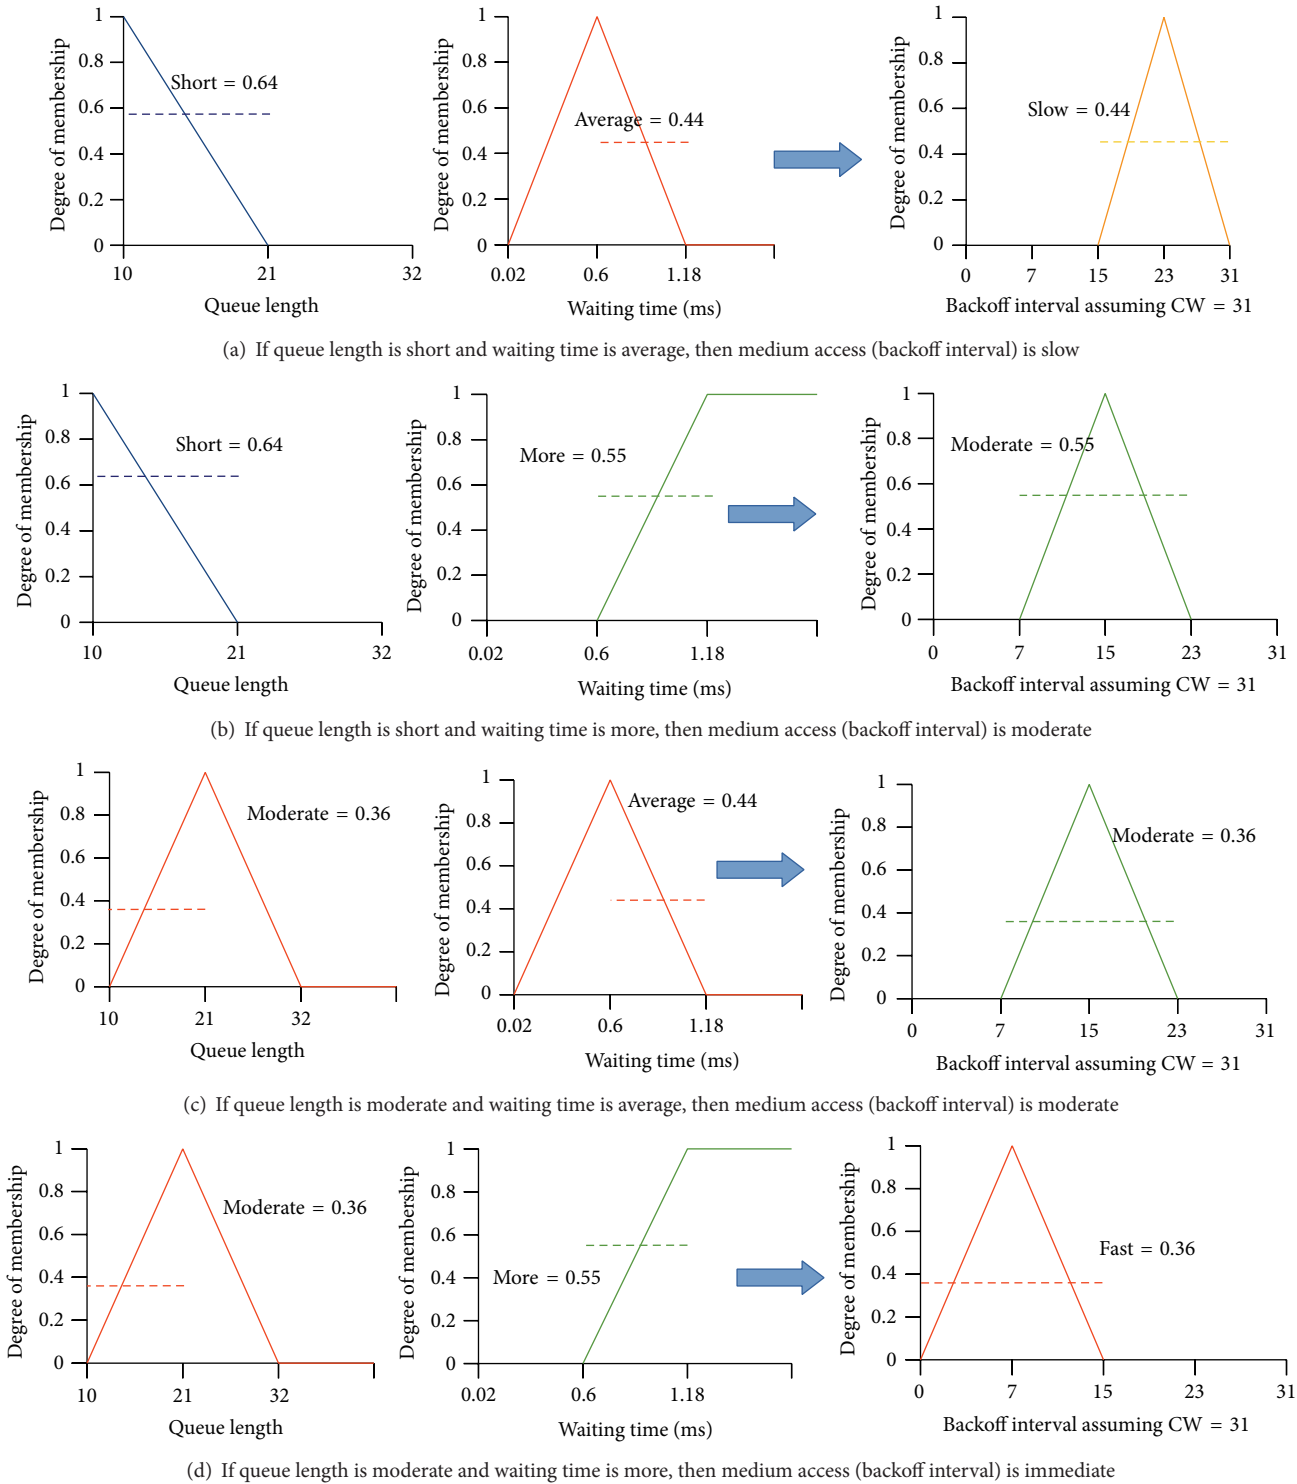 Degree of membership
1
0.8
0.6
0.4
0.2
0
Short = 0.64
10 21 32
Queue length
Degree of membership
1
0.8
0.6
0.4
0.2
0
Average = 0.44
0.02 0.6 1.18
Waiting time (ms)
Degree of membership
1
0.8
0.6
0.4
0.2
0
Slow = 0.44
0 7 15 23 31
Backoff interval assuming CW = 31
(a) If queue length is short and waiting time is average, then medium access (backoff interval) is slow
Degree of membership
1
0.8
0.6
0.4
0.2
0
Short = 0.64
10 21 32
Queue length
Degree of membership
1
0.8
0.6
0.4
0.2
0
More = 0.55
0.02 0.6 1.18
Waiting time (ms)
Degree of membership
1
0.8
0.6
0.4
0.2
0
Moderate = 0.55
0 7 15 23 31
Backoff interval assuming CW = 31
(b) If queue length is short and waiting time is more, then medium access (backoff interval) is moderate
Degree of membership
1
0.8
0.6
0.4
0.2
0
Moderate = 0.36
10 21 32
Queue length
Degree of membership
1
0.8
0.6
0.4
0.2
0
Average = 0.44
0.02 0.6 1.18
Waiting time (ms)
Degree of membership
1
0.8
0.6
0.4
0.2
0
Moderate = 0.36
0 7 15 23 31
Backoff interval assuming CW = 31
(c) If queue length is moderate and waiting time is average, then medium access (backoff interval) is moderate
Degree of membership
1
0.8
0.6
0.4
0.2
0
Moderate = 0.36
10 21 32
Queue length
Degree of membership
1
0.8
0.6
0.4
0.2
0
More = 0.55
0.02 0.6 1.18
Waiting time (ms)
Degree of membership
1
0.8
0.6
0.4
0.2
0
Fast = 0.36
0 7 15 23 31
Backoff interval assuming CW = 31
(d) If queue length is moderate and waiting time is more, then medium access (backoff interval) is immediate